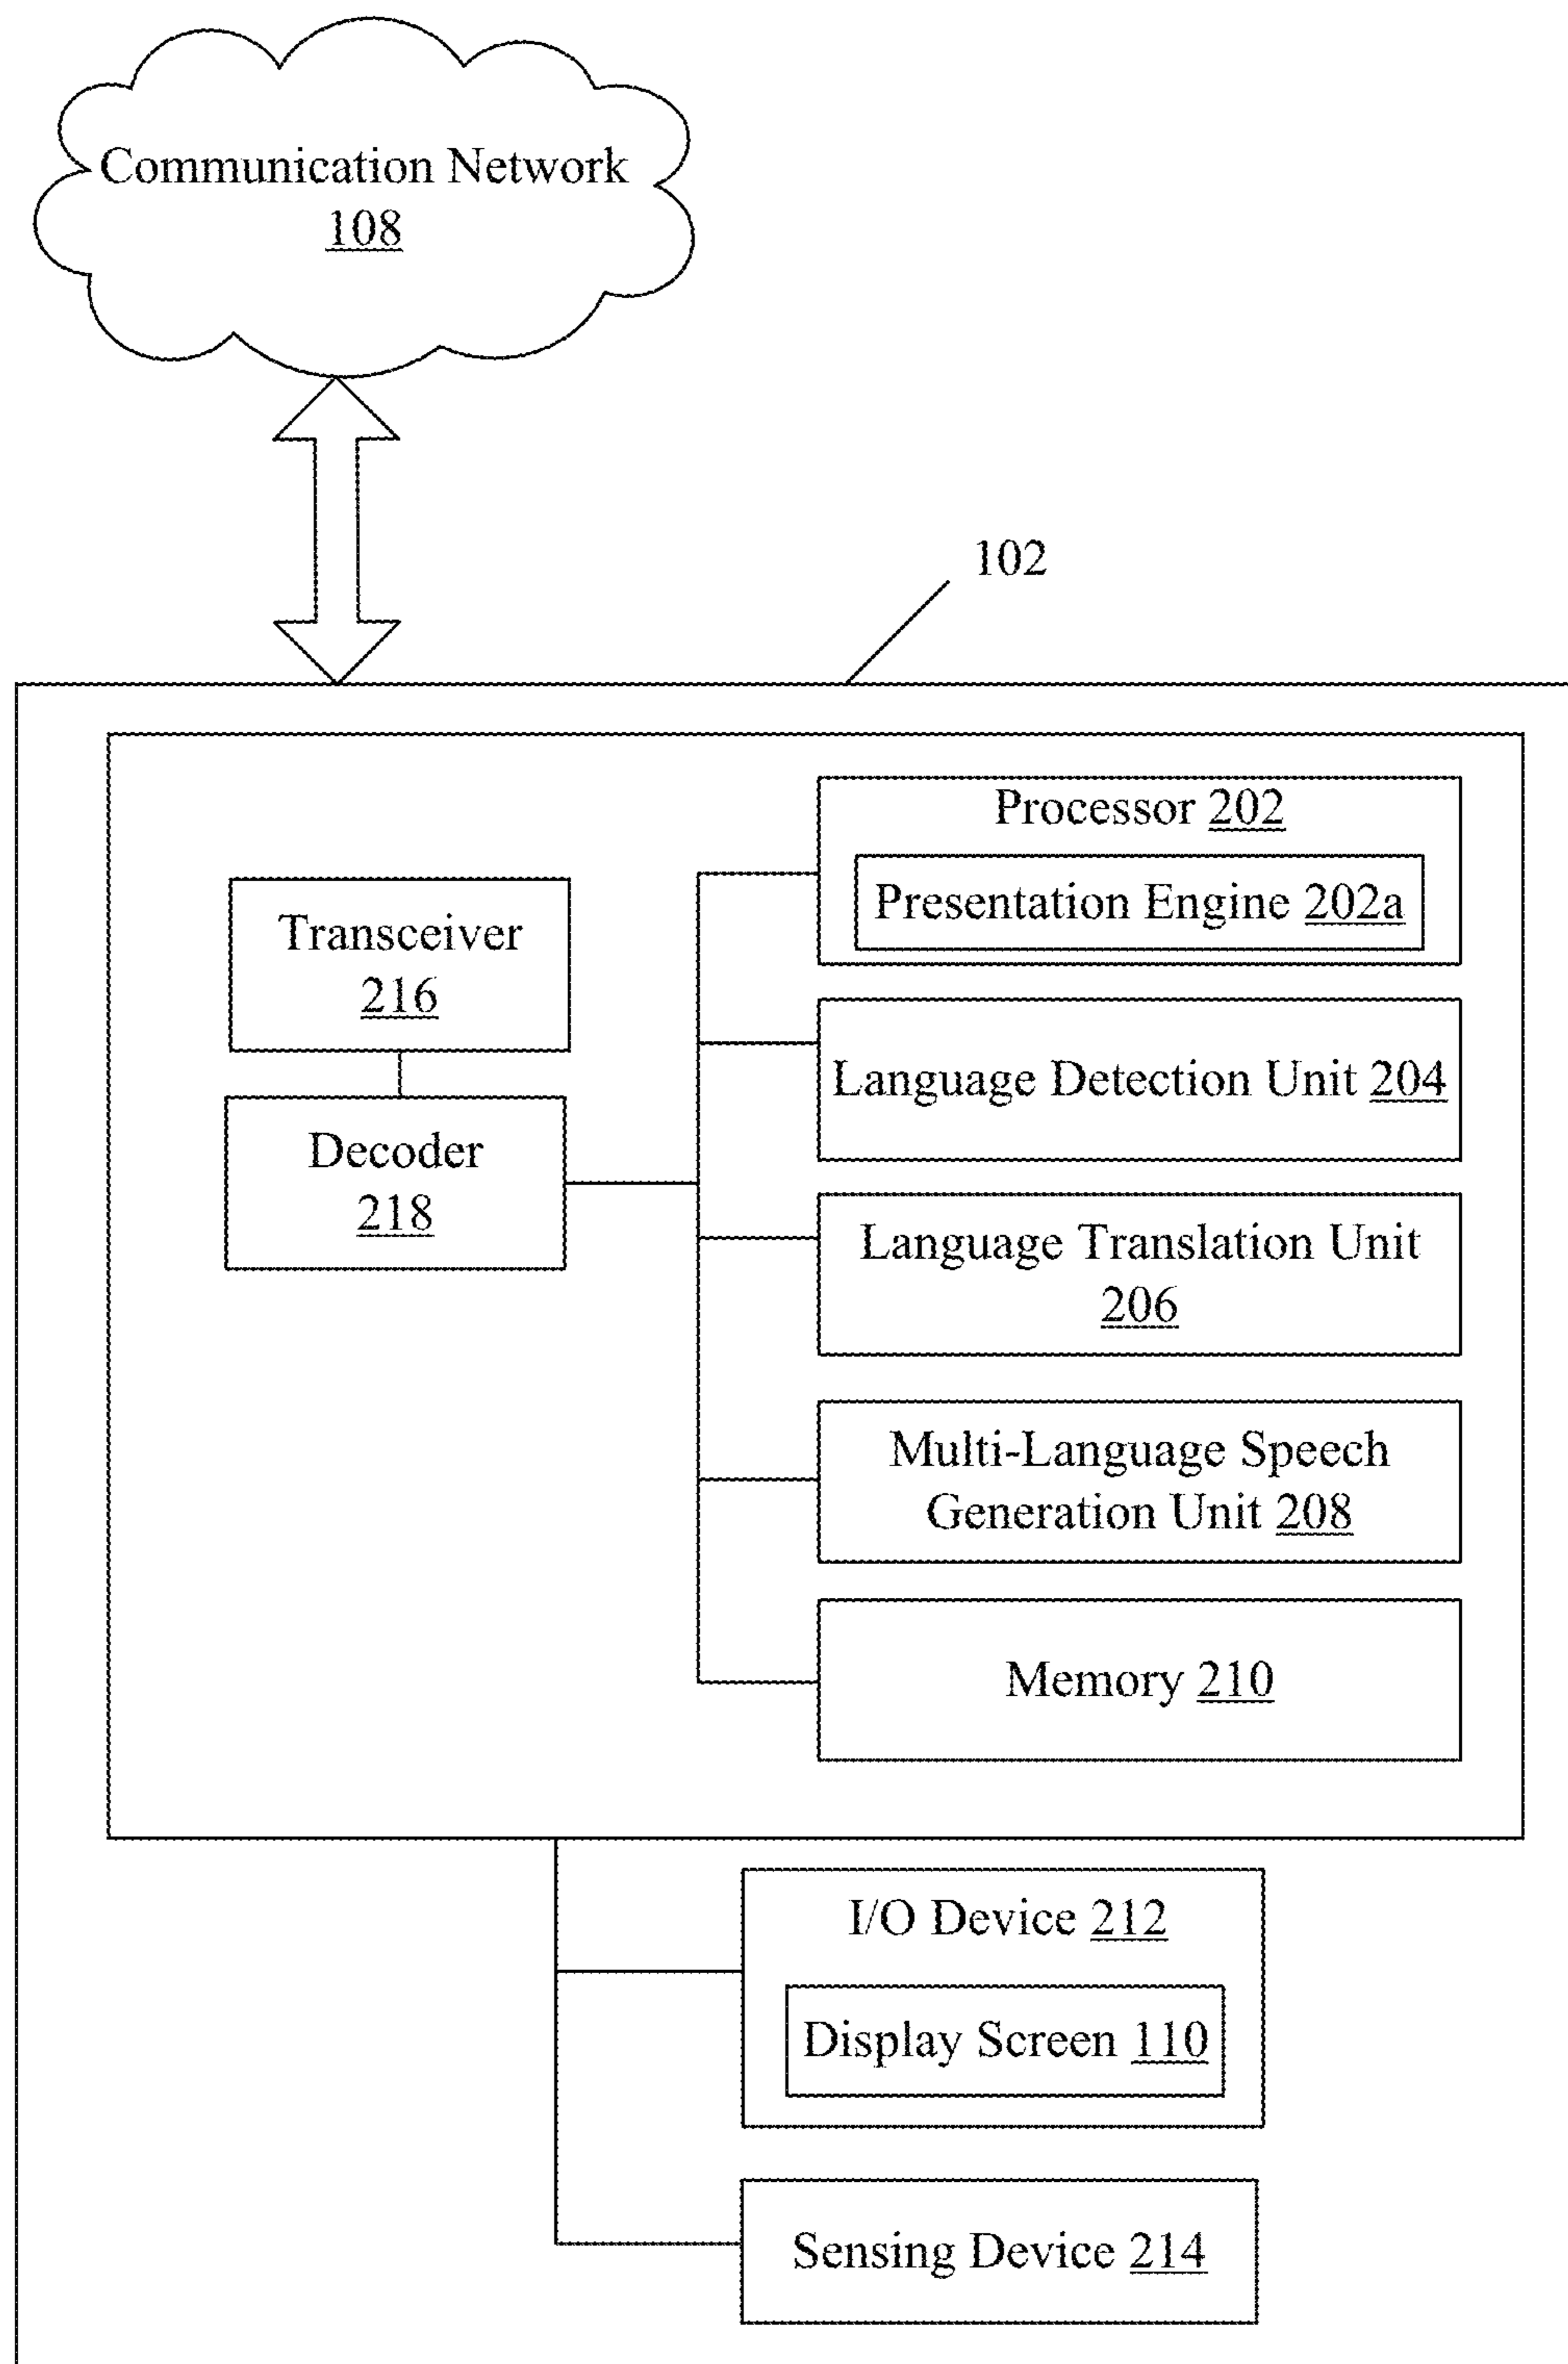 Communication Network
108
102
Processor 202
Presentation Engine 202a
Transceiver
216
Language Detection Unit 204
Decoder
218
Language Translation Unit
206
Multi-Language Speech
Generation Unit 208
Memory 210
I/O Device 212
Display Screen 110
Sensing Device 214